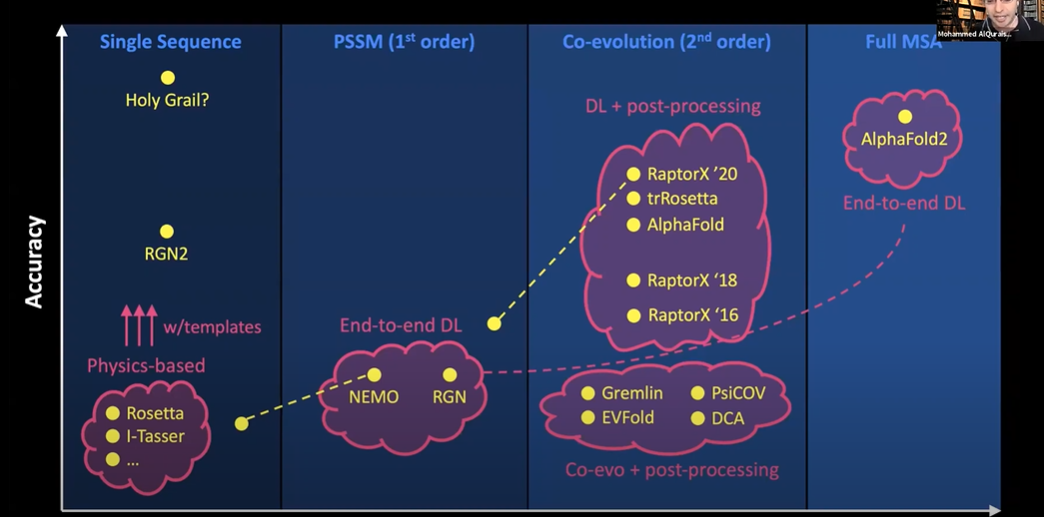 Mohammed AlQurais...
Single Sequence
PSSM (1st order)
Co-evolution (2nd order)
Full MSA
Holy Grail?
DL + post-processing
AlphaFold2
RaptorX ’20
trRosetta
End-to-end DL
AlphaFold
RGN2
RaptorX ‘18
RaptorX ‘16
w/templates
End-to-end DL
Physics-based
NEMO
RGN
Gremlin
PsiCOV
Rosetta
EVFold
DCA
I-Tasser
...
Co-evo + post-processing
Accuracy